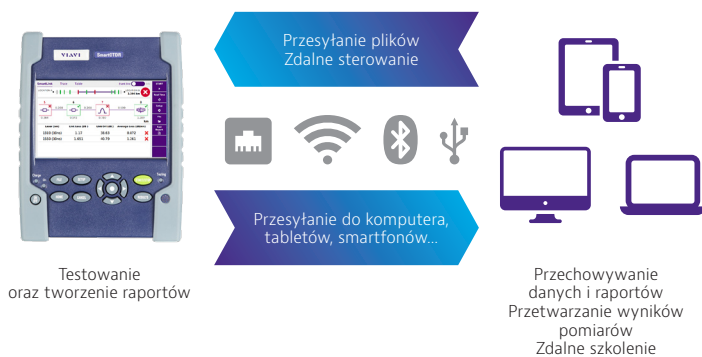 VIAVI SmartOTDR
Przesyłanie plików
Zdalne sterowanie
Przesyłanie do komputera,
tabletów, smartfonów...
Testowanie
oraz tworzenie raportów
Przechowywanie
danych i raportów
Przetwarzanie wyników
pomiarów
Zdalne szkolenie